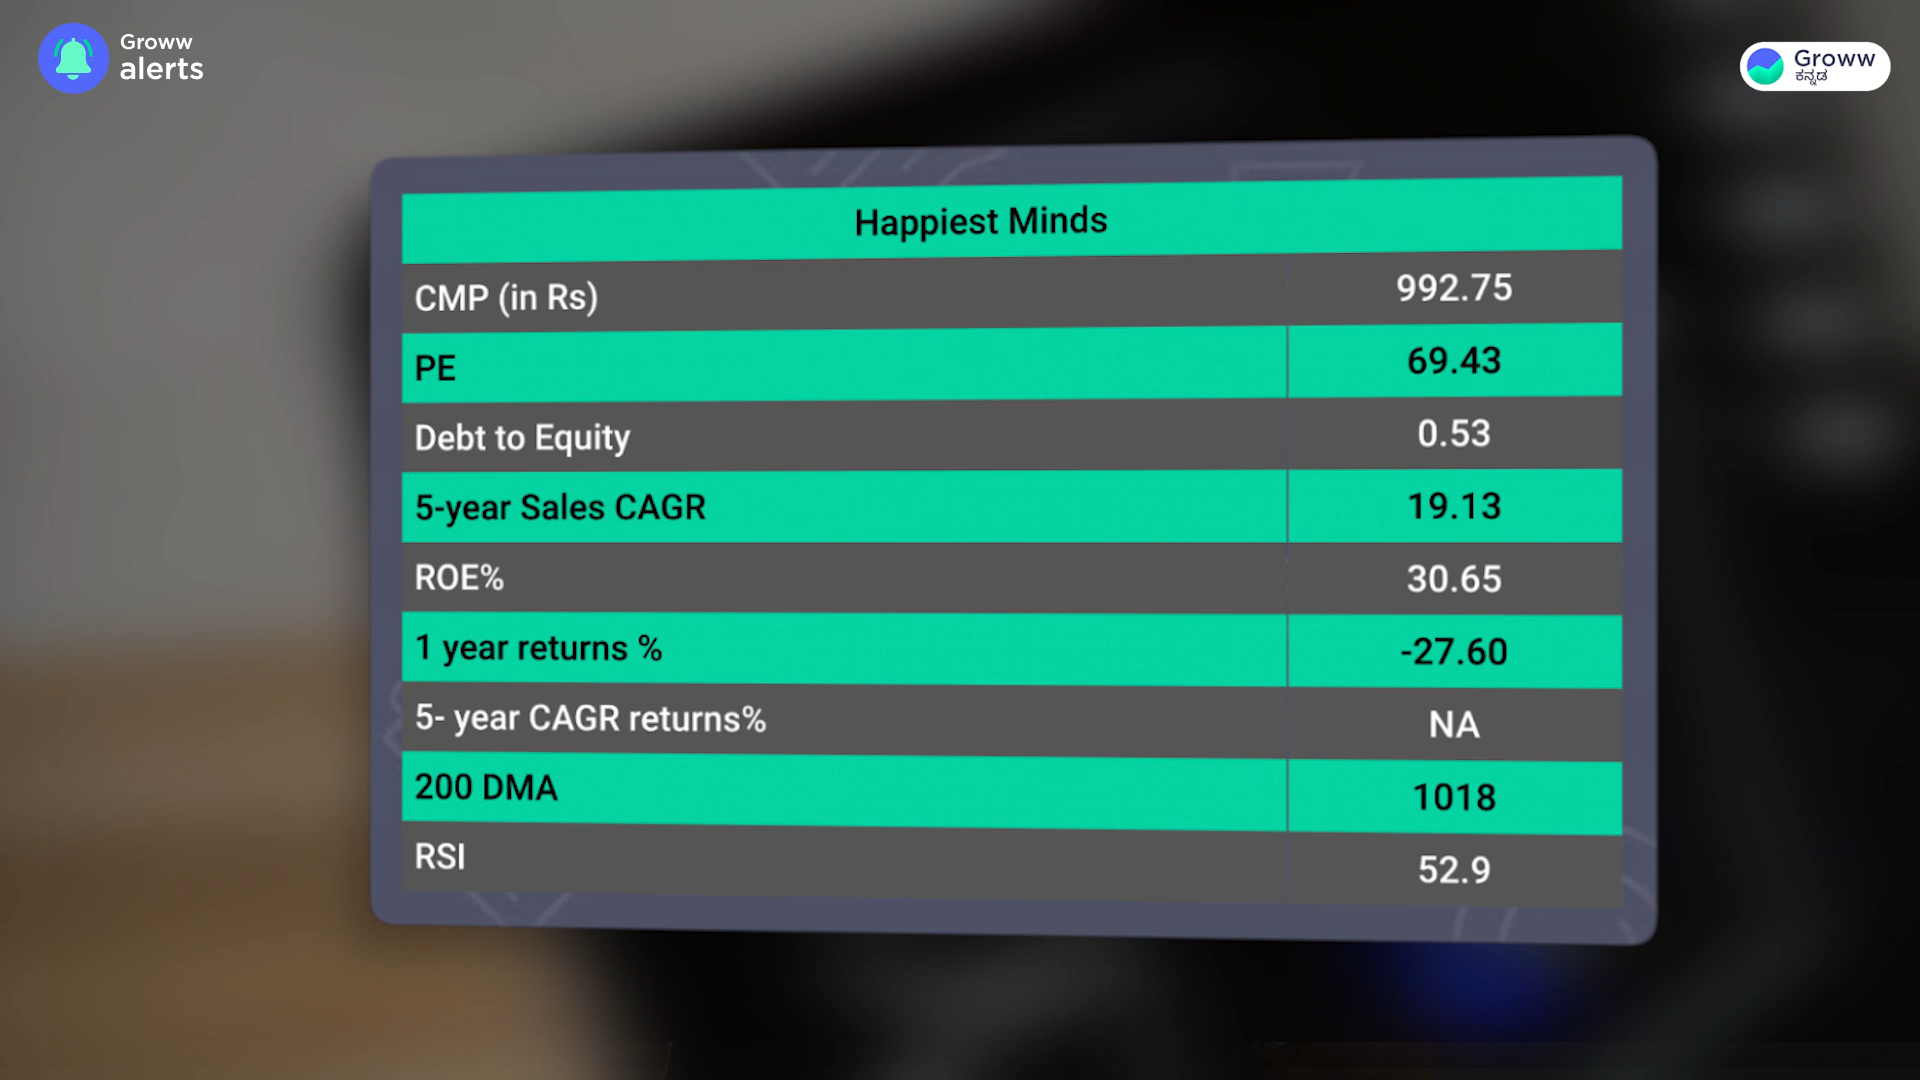 Groww
alerts
Groww
ಕನ್ನಡ
Happiest Minds
CMP (in Rs) 992.75
PE 69.43
Debt to Equity 0.53
5-year Sales CAGR 19.13
ROE% 30.65
1 year returns % -27.60
5- year CAGR returns% NA
200 DMA 1018
RSI 52.9